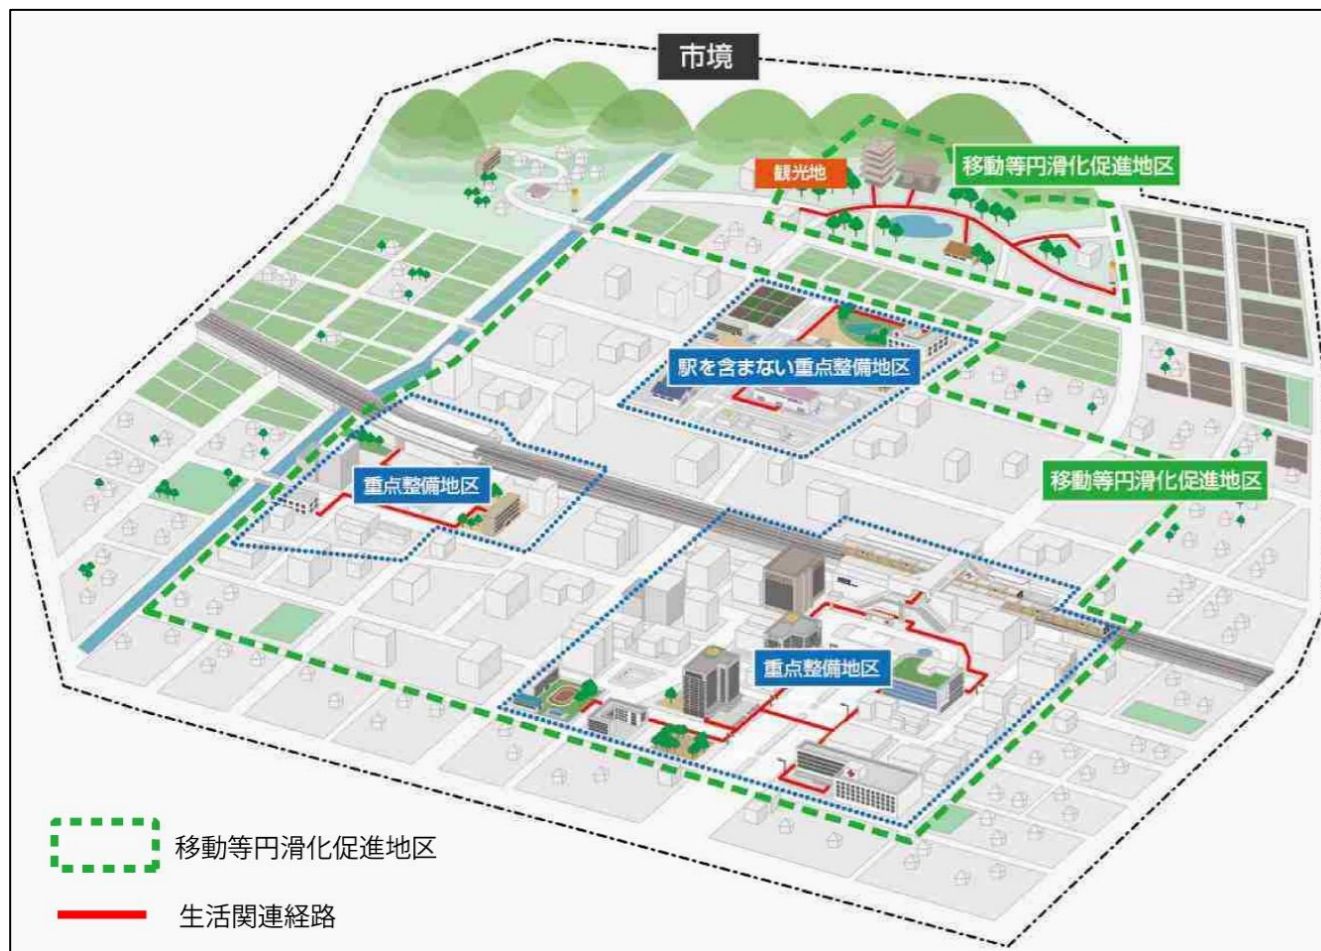 市境
観光地
移動等円滑化促進地区
駅を含まない重点整備地区
重点整備地区
移動等円滑化促進地区
重点整備地区
移動等円滑化促進地区
生活関連経路